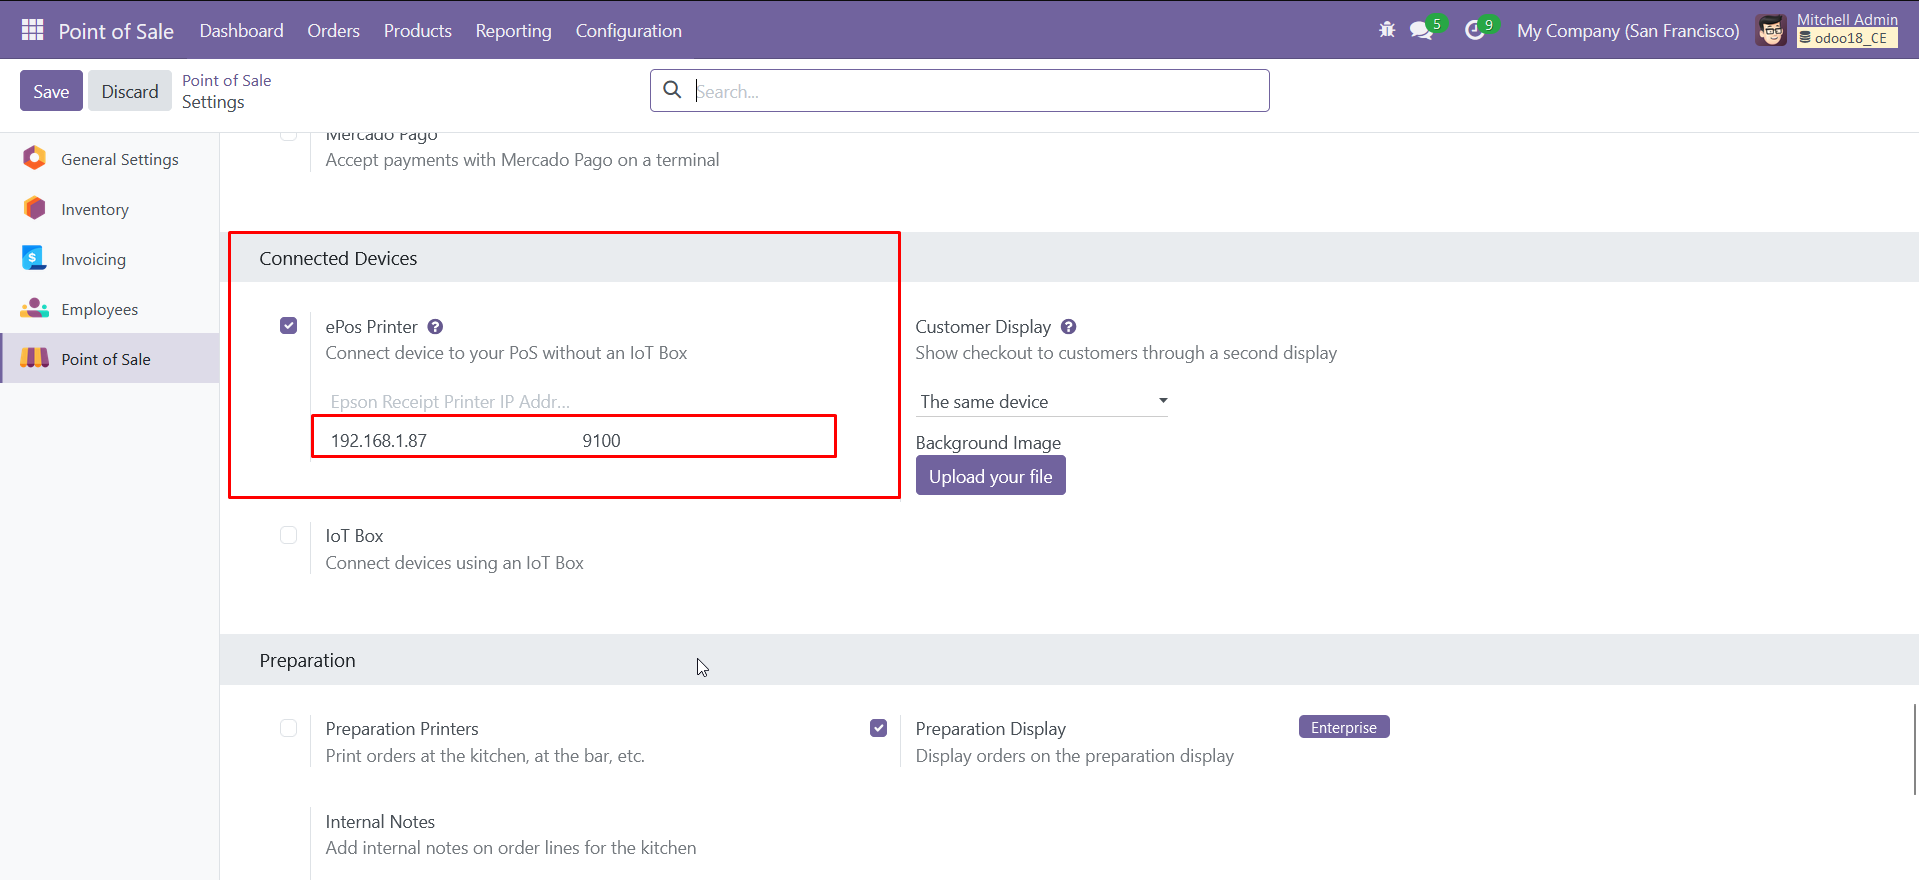 Point of Sale Dashboard Orders Products Reporting Configuration 5 9 My Company (San Francisco) Mitchell Admin
odoo18_CE
Save Discard Point of Sale
Settings
Search...
General Settings
Inventory
Invoicing
Employees
Point of Sale
Mercado Pago
Accept payments with Mercado Pago on a terminal
Connected Devices
ePos Printer ?
Connect device to your PoS without an IoT Box
Epson Receipt Printer IP Addr...
192.168.1.87 9100
Customer Display ?
Show checkout to customers through a second display
The same device
Background Image
Upload your file
IoT Box
Connect devices using an IoT Box
Preparation
Preparation Printers
Print orders at the kitchen, at the bar, etc.
Preparation Display Enterprise
Display orders on the preparation display
Internal Notes
Add internal notes on order lines for the kitchen